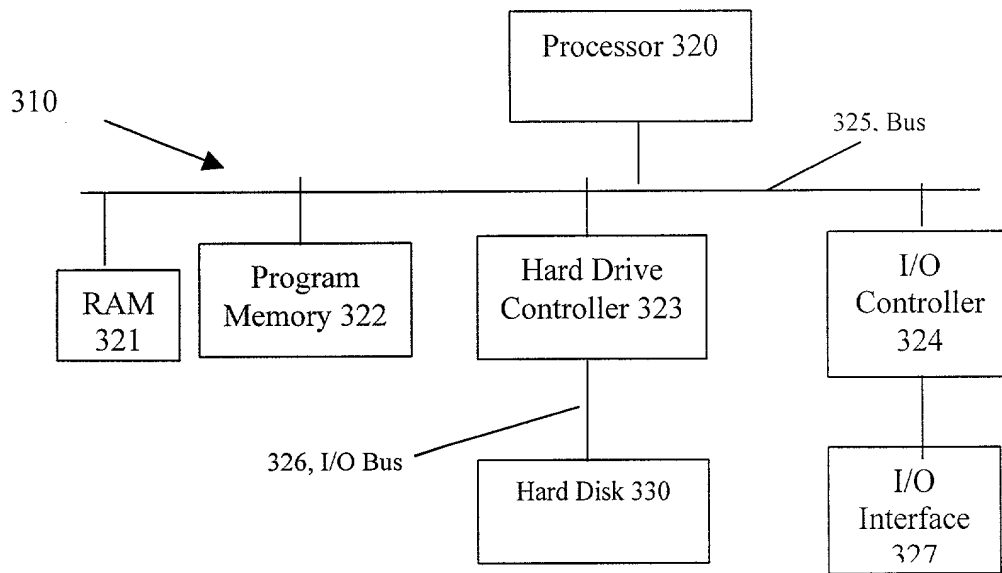 Processor 320
310
325, Bus
RAM
321
Program
Memory 322
Hard Drive
Controller 323
I/O
Controller
324
326, I/O Bus
Hard Disk 330
I/O
Interface
327